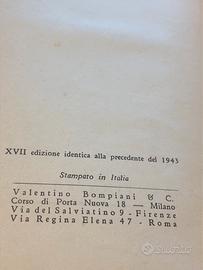 XVII edizione identica alla precedente del 1943
Stampato in Italia
Valentino Bompiani & C.
Corso di Porta Nuova 18 — Milano
Via del Salviatino 9 - Firenze
Via Regina Elena 47 - Roma
subito